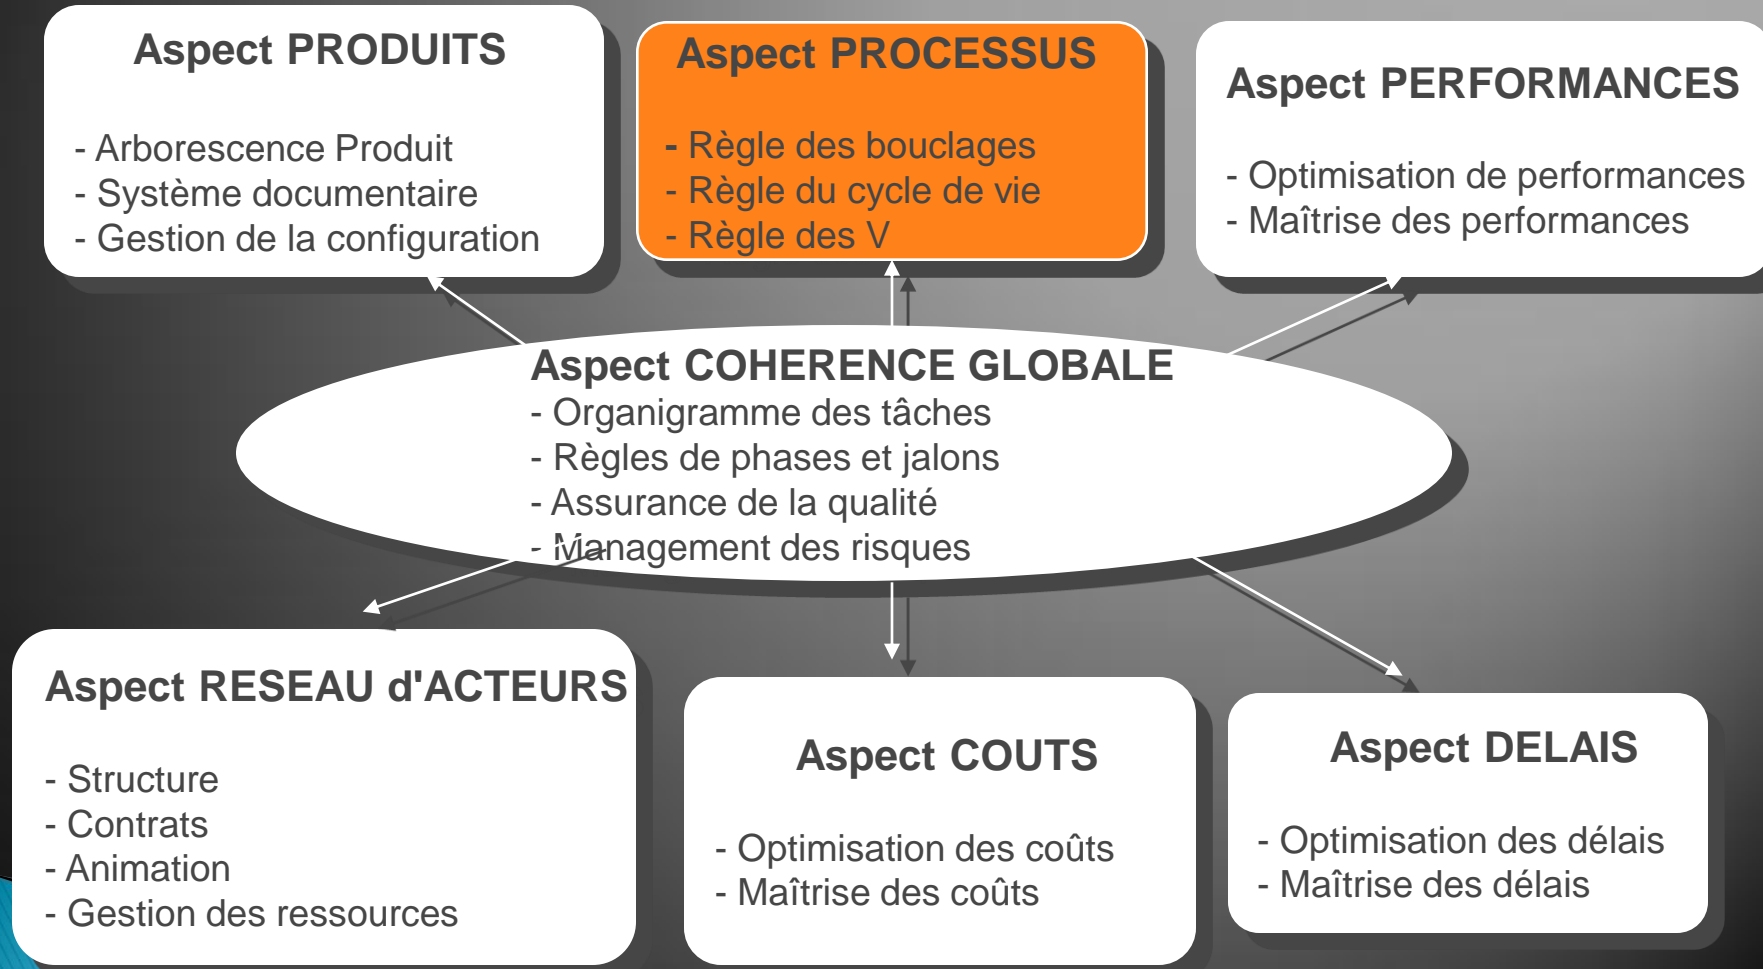 Aspect PRODUITS
- Arborescence Produit
- Système documentaire
- Gestion de la configuration
Aspect PROCESSUS
- Règle des bouclages
- Règle du cycle de vie
- Règle des V
Aspect PERFORMANCES
- Optimisation de performances
- Maîtrise des performances
Aspect COHERENCE GLOBALE
- Organigramme des tâches
- Règles de phases et jalons
- Assurance de la qualité
- Management des risques
Aspect RESEAU d'ACTEURS
- Structure
- Contrats
- Animation
- Gestion des ressources
Aspect COUTS
- Optimisation des coûts
- Maîtrise des coûts
Aspect DELAIS
- Optimisation des délais
- Maîtrise des délais